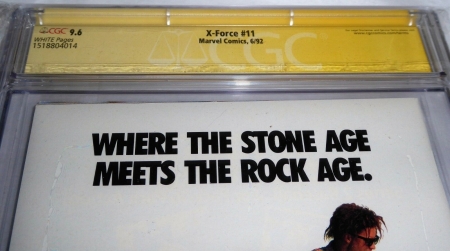 CGC 9.6
WHITE Pages
1518804014
X-Force #11
Marvel Comics, 6/92
CGC
WHERE THE STONE AGE
MEETS THE ROCK AGE.